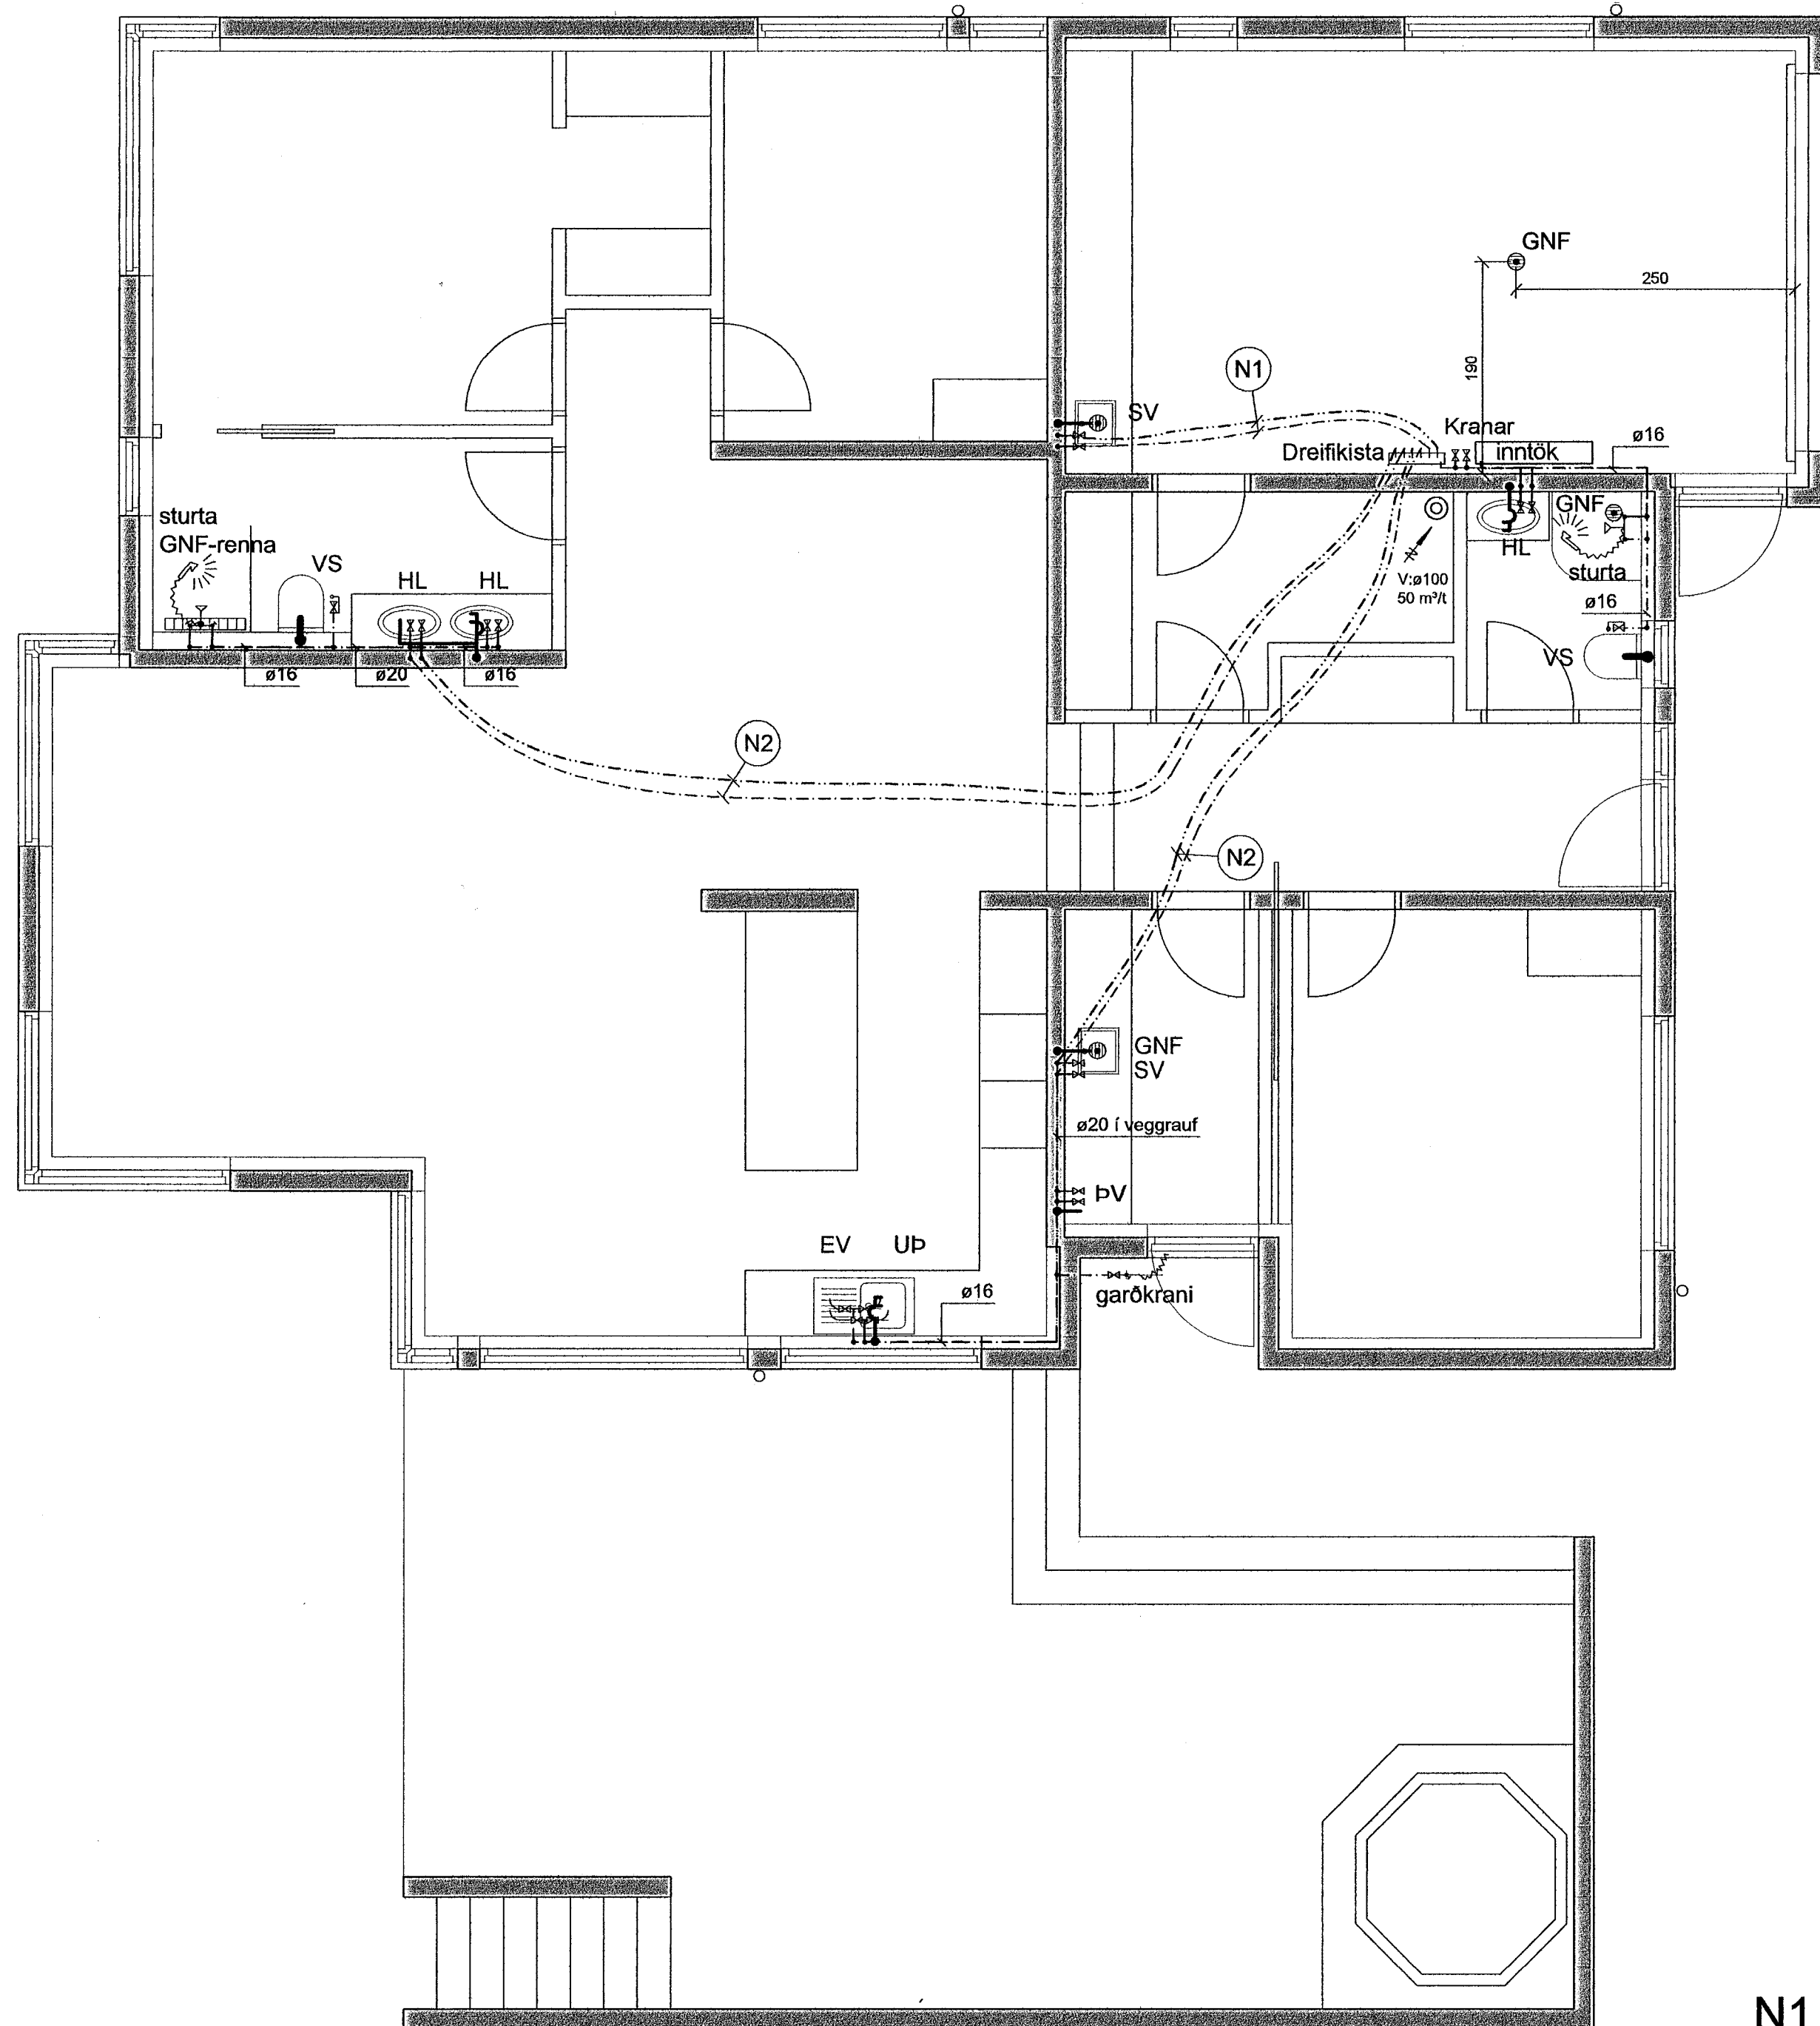 GNF
250
190
N1
SV
Kranar
Dreifikista
inntök
ø16
sturta
GNF-renna
VS
HL
HL
GNF
HL
sturta
V:ø100
50 m³/t
ø16
VS
ø16
ø20
ø16
N2
N2
GNF
SV
ø20 í veggrauf
ÞV
EV
UÞ
ø16
garðkrani
N1